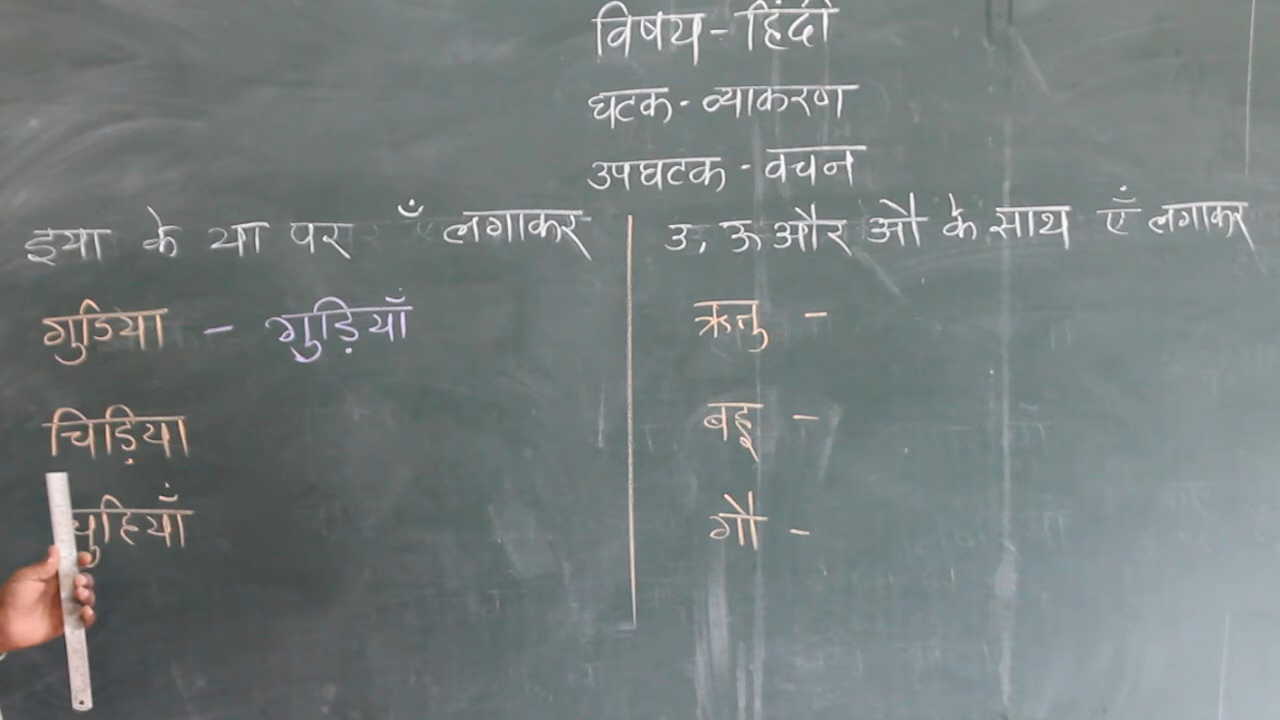 विषय - हिंदी
घटक - व्याकरण
उपघटक - वचन
इया के या पर ँ लगाकर
गुडिया - गुड़ियाँ
चिड़िया
चुहियाँ
उ, ऊ और औ के साथ एँ लगाकर
ऋतु -
बहू -
गौ -